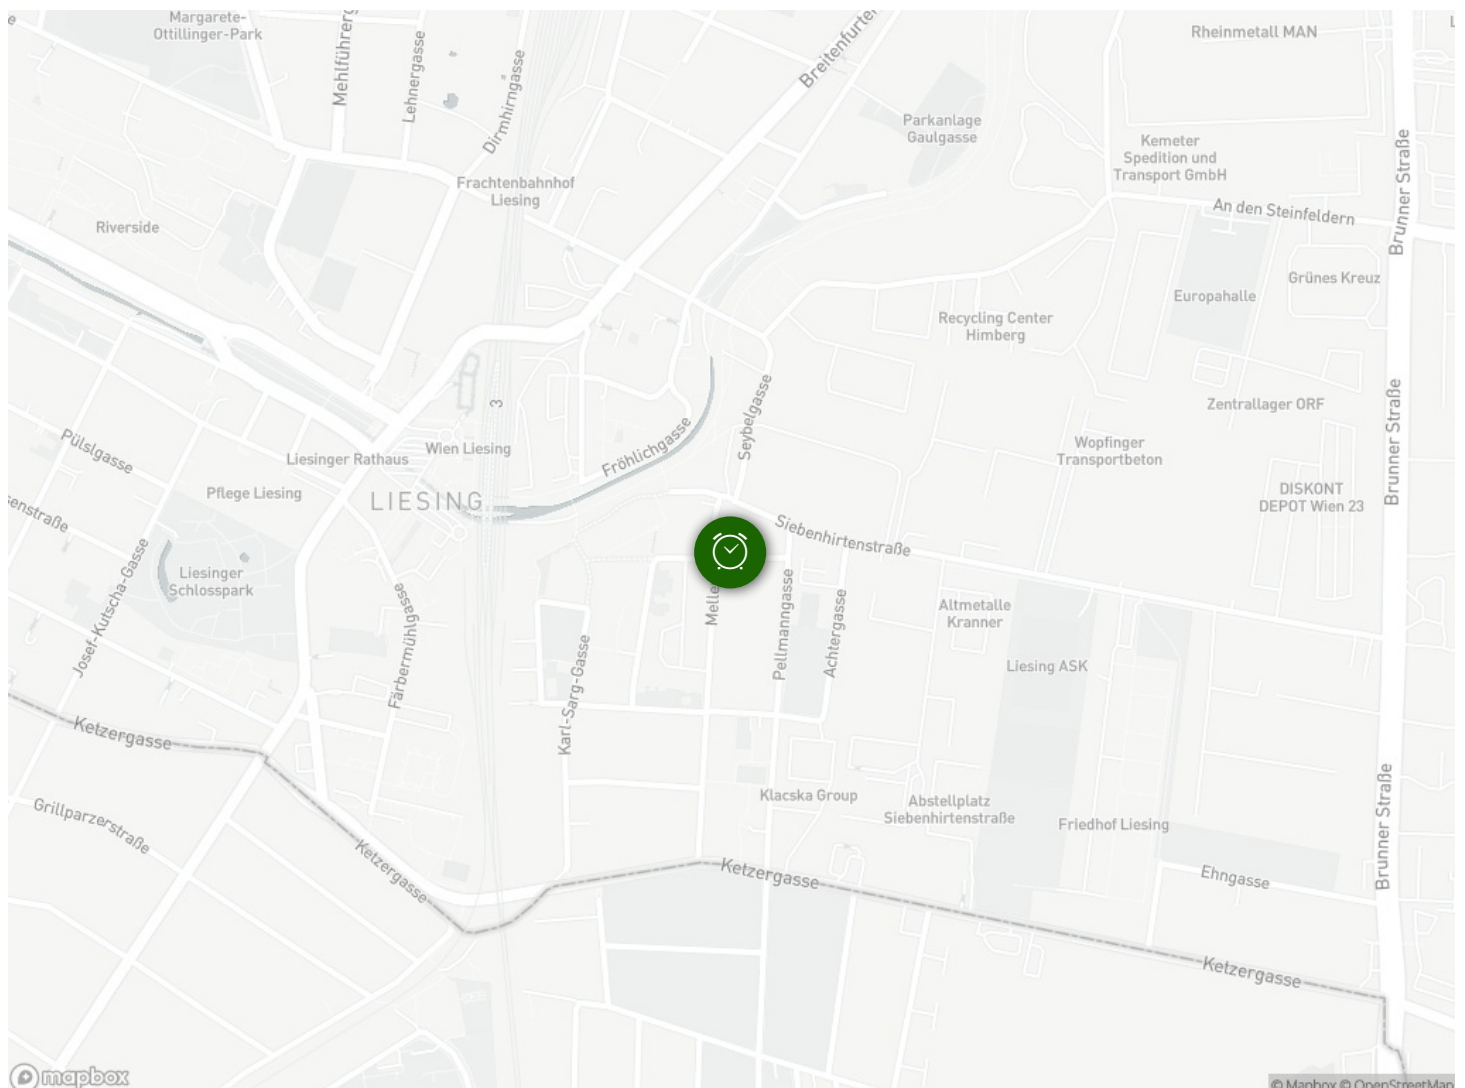 Margarete-
Ottillinger-Park
Lehnergasse
Dirmhirngasse
Rheinmetall MAN
Parkanlage
Gaulgasse
Kemeter
Spedition und
Transport GmbH
Brunner Straße
Frachtenbahnhof
Liesing
An den Steinfeldern
Riverside
Grünes Kreuz
Europahalle
Recycling Center
Himberg
3
Seybelgasse
Zentrallager ORF
Brunner Straße
Pülslgasse
Liesinger Rathaus
Wien Liesing
Fröhlichgasse
Wopfinger
Transportbeton
Pflege Liesing
LIESING
DISKONT
DEPOT Wien 23
Siebenhirtenstraße
Josef-Kutscha-Gasse
Liesinger
Schlosspark
Färbermühlgasse
Karl-Sarg-Gasse
Pellmanngasse
Achtergasse
Altmetalle
Kranner
Liesing ASK
Ketzergasse
Grillparzerstraße
Klacska Group
Abstellplatz
Siebenhirtenstraße
Friedhof Liesing
Brunner Straße
Ketzergasse
Ketzergasse
Ehngasse
Ketzergasse
mapbox
© Mapbox © OpenStreetMap